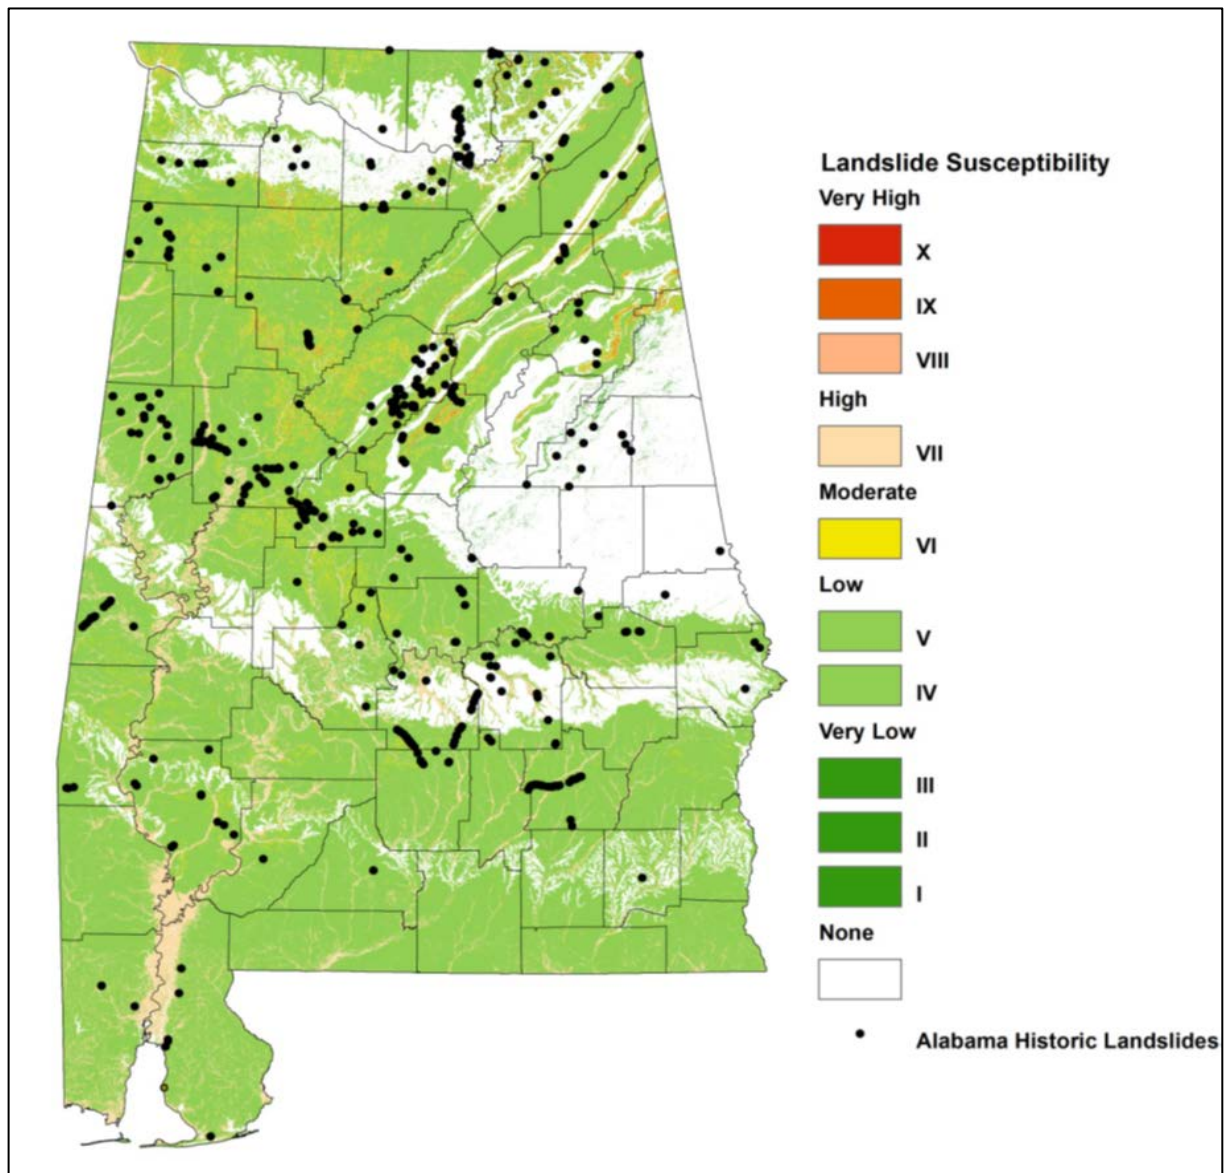 Landslide Susceptibility
Very High
X
IX
VIII
High
VII
Moderate
VI
Low
V
IV
Very Low
III
II
I
None
Alabama Historic Landslides